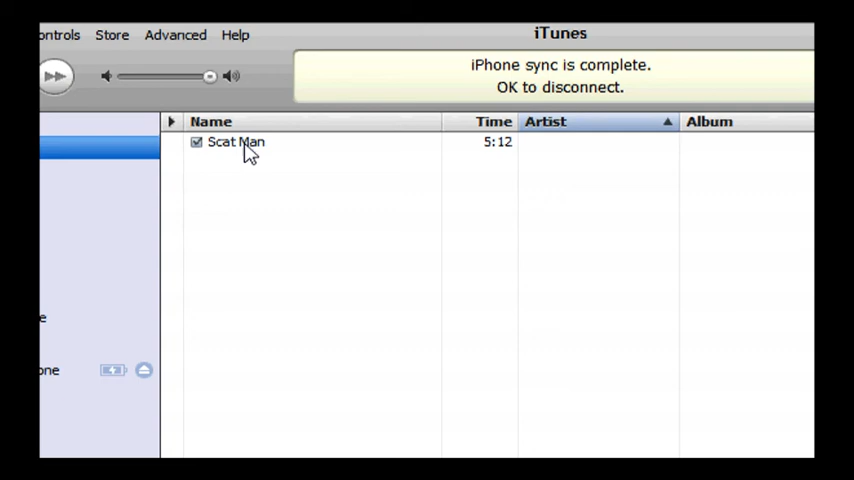 ontrols Store Advanced Help
iTunes
iPhone sync is complete.
OK to disconnect.
Name Time Artist Album
Scat Man 5:12
e
one